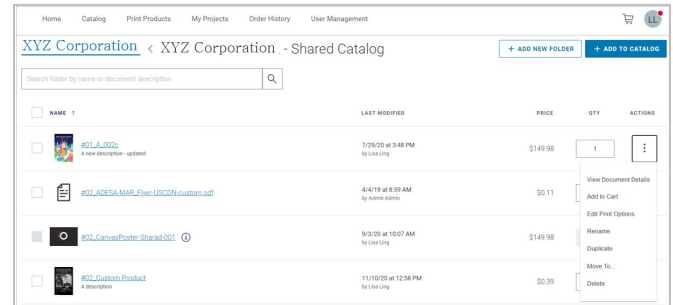 Home Catalog Print Products My Projects Order History User Management LL
XYZ Corporation < XYZ Corporation - Shared Catalog + ADD NEW FOLDER + ADD TO CATALOG
Search folder by name or document description
NAME ↑ LAST MODIFIED PRICE QTY ACTIONS
#01_A_002c 7/29/20 at 3:48 PM $149.98 1
A new description - updated by Lisa Ling
View Document Details
#02_ADESA-MAR_Flyer-USCDN-custom.pdf 4/4/19 at 8:59 AM $0.11 Add to Cart
by Admin Admin
Edit Print Options
Rename
#02_CanvasPoster-Sharad-001 9/3/20 at 10:07 AM $149.98
by Lisa Ling
Duplicate
Move To...
#02_Custom Product 11/10/20 at 12:58 PM $0.39 Delete
A description by Lisa Ling